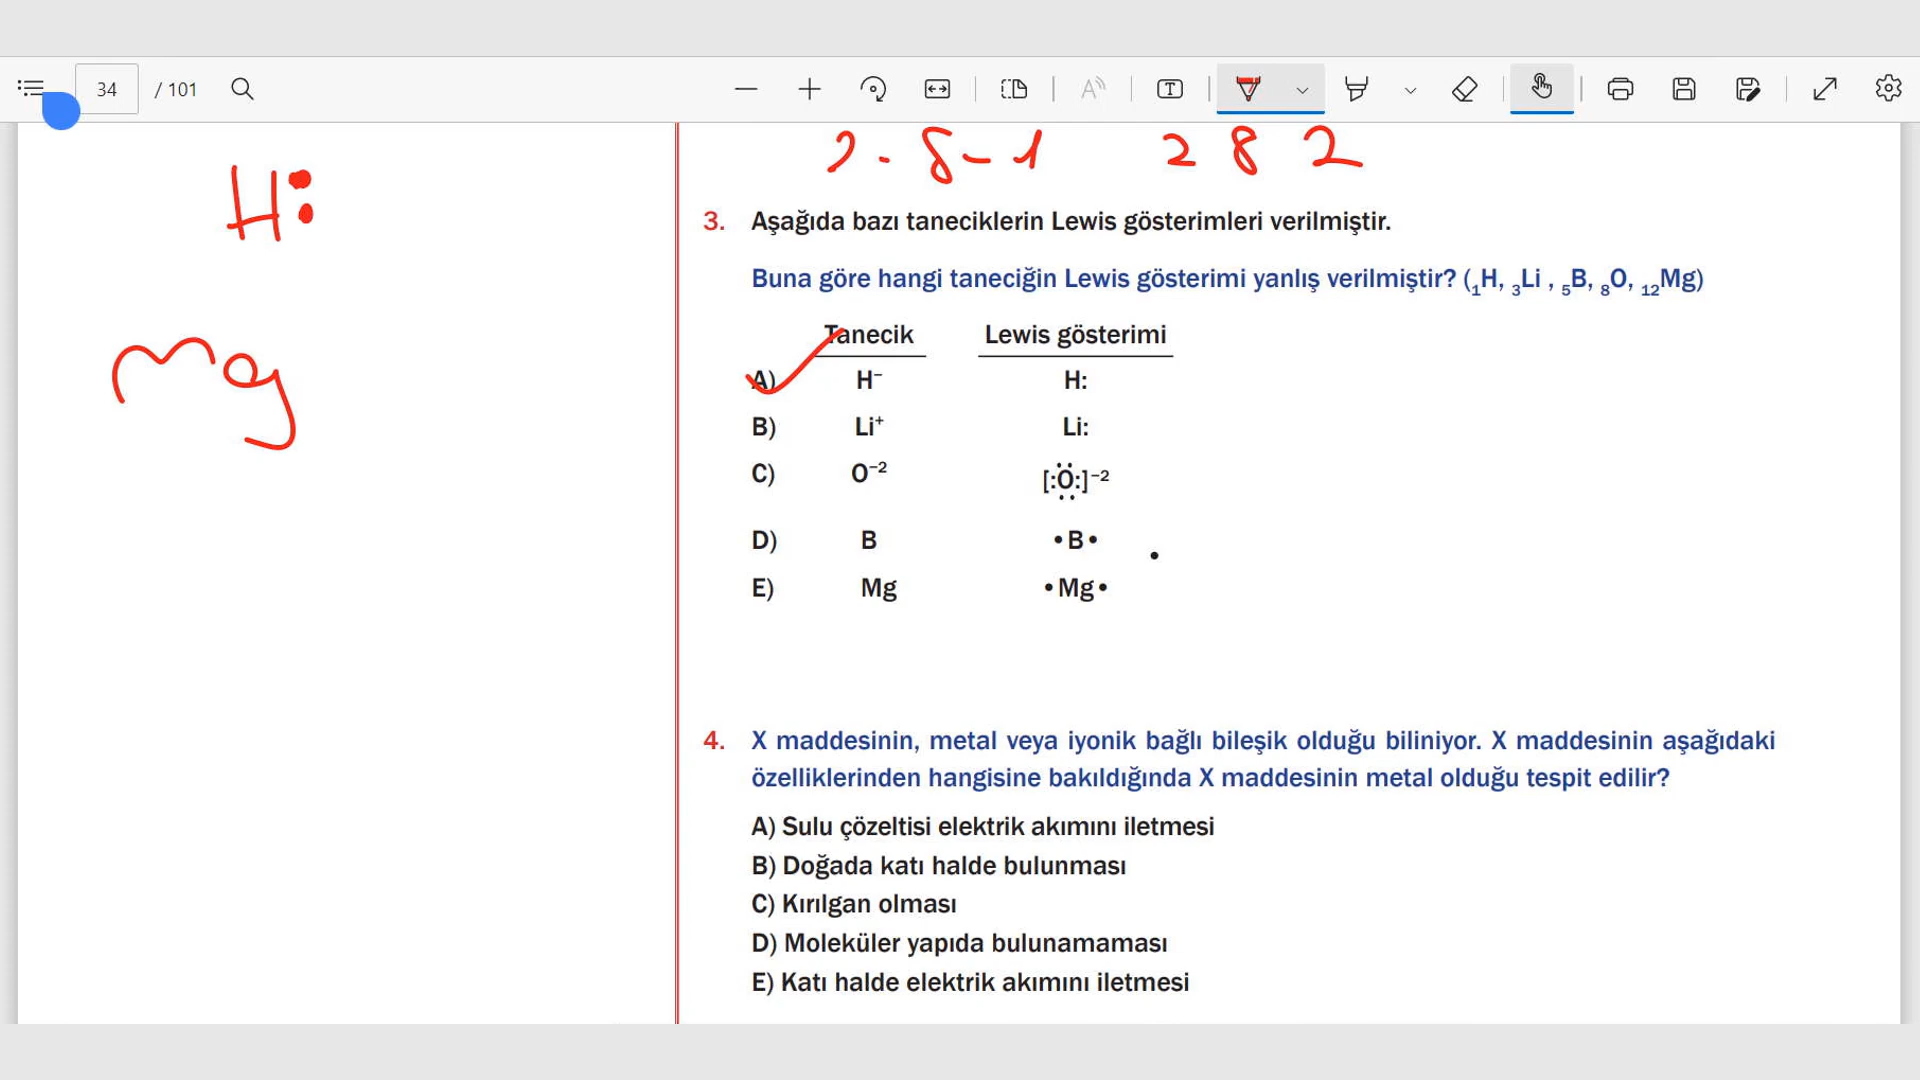 34 / 101
2 - 8 - 1 2 8 2
H:
Mg
3. Aşağıda bazı taneciklerin Lewis gösterimleri verilmiştir.
Buna göre hangi taneciğin Lewis gösterimi yanlış verilmiştir? (₁H, ₃Li , ₅B, ₈O, ₁₂Mg)
Tanecik Lewis gösterimi
A) H⁻ H:
B) Li⁺ Li:
C) O⁻² [:Ö:]⁻²
D) B •B•
E) Mg •Mg•
4. X maddesinin, metal veya iyonik bağlı bileşik olduğu biliniyor. X maddesinin aşağıdaki
özelliklerinden hangisine bakıldığında X maddesinin metal olduğu tespit edilir?
A) Sulu çözeltisi elektrik akımını iletmesi
B) Doğada katı halde bulunması
C) Kırılgan olması
D) Moleküler yapıda bulunamaması
E) Katı halde elektrik akımını iletmesi